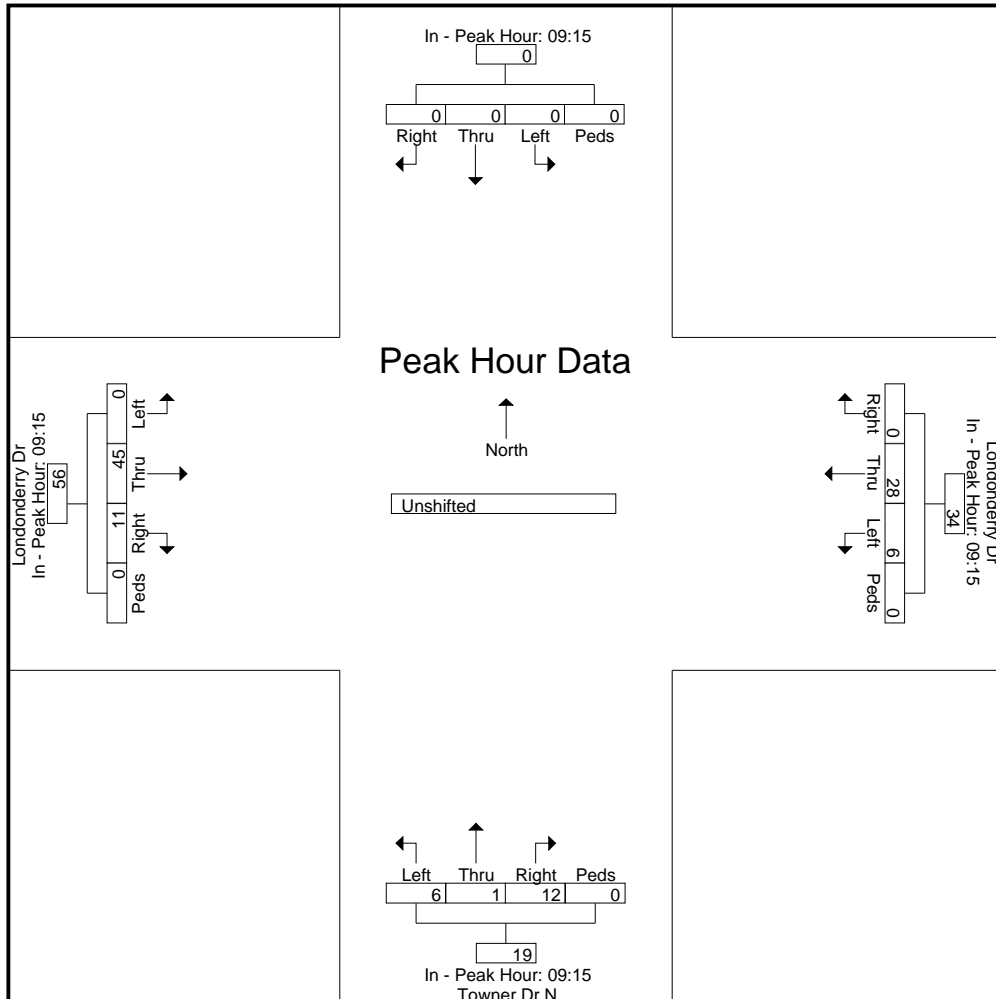 In - Peak Hour: 09:15
0
0 0 0 0
Right Thru Left Peds
Peak Hour Data
North
Unshifted
Londonderry Dr
In - Peak Hour: 09:15
56
0 45 11 0
Left Thru Right Peds
Londonderry Dr
In - Peak Hour: 09:15
34
0 28 6 0
Right Thru Left Peds
Left Thru Right Peds
6 1 12 0
19
In - Peak Hour: 09:15
Towner Dr N